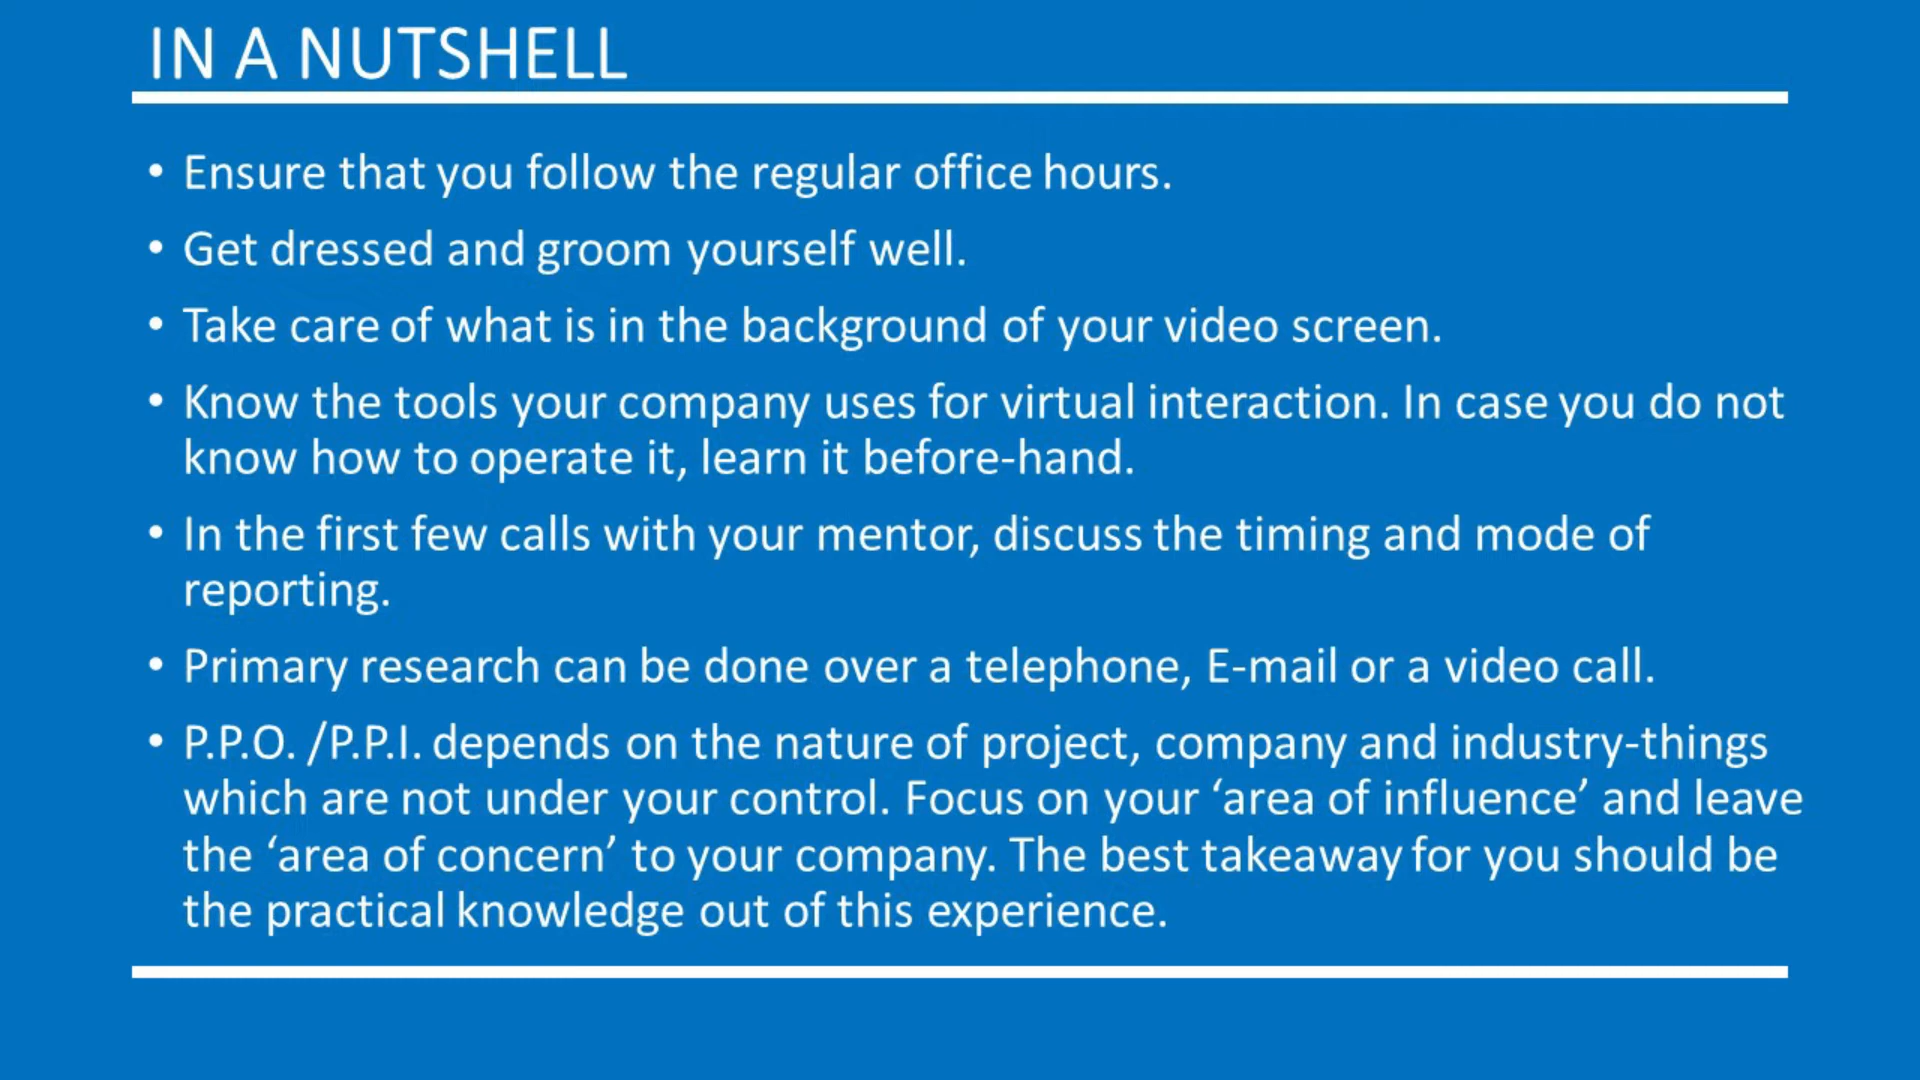 IN A NUTSHELL
• Ensure that you follow the regular office hours.
• Get dressed and groom yourself well.
• Take care of what is in the background of your video screen.
• Know the tools your company uses for virtual interaction. In case you do not
know how to operate it, learn it before-hand.
• In the first few calls with your mentor, discuss the timing and mode of
reporting.
• Primary research can be done over a telephone, E-mail or a video call.
• P.P.O. /P.P.I. depends on the nature of project, company and industry-things
which are not under your control. Focus on your ‘area of influence’ and leave
the ‘area of concern’ to your company. The best takeaway for you should be
the practical knowledge out of this experience.